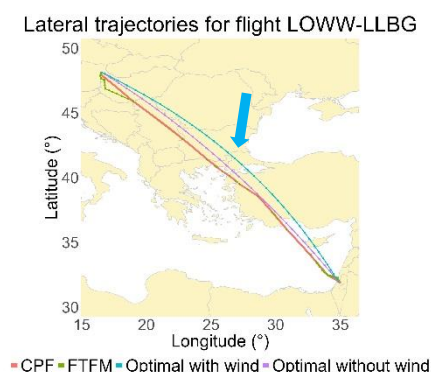 Lateral trajectories for flight LOWW-LLBG
50
45
40
35
30
Latitude (°)
15 20 25 30 35
Longitude (°)
CPF FTFM Optimal with wind Optimal without wind